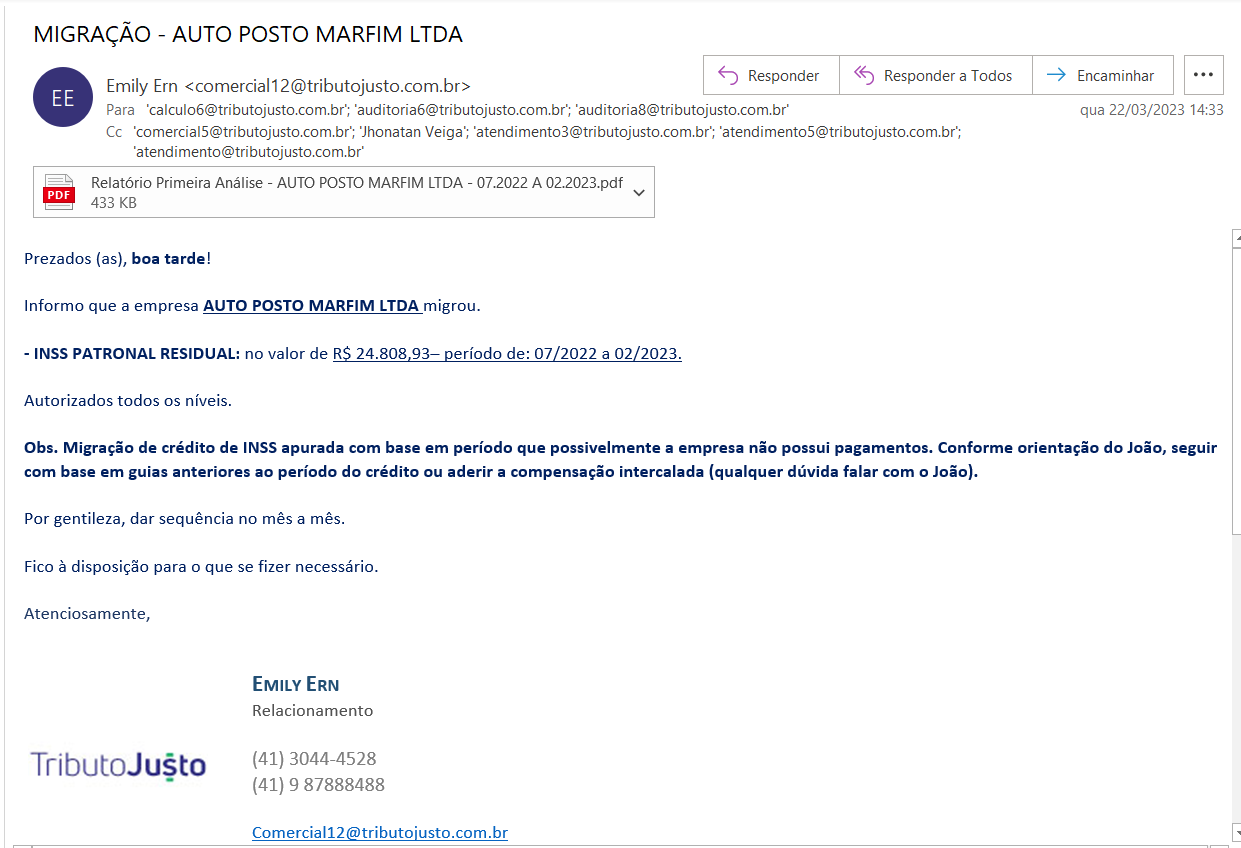 MIGRAÇÃO - AUTO POSTO MARFIM LTDA
EE
Emily Ern <comercial12@tributojusto.com.br>
Responder
Responder a Todos
Encaminhar
Para 'calculo6@tributojusto.com.br'; 'auditoria6@tributojusto.com.br'; 'auditoria8@tributojusto.com.br'
qua 22/03/2023 14:33
Cc 'comercial5@tributojusto.com.br'; 'Jhonatan Veiga'; 'atendimento3@tributojusto.com.br'; 'atendimento5@tributojusto.com.br';
'atendimento@tributojusto.com.br'
PDF
Relatório Primeira Análise - AUTO POSTO MARFIM LTDA - 07.2022 A 02.2023.pdf
433 KB
Prezados (as), boa tarde!
Informo que a empresa AUTO POSTO MARFIM LTDA migrou.
- INSS PATRONAL RESIDUAL: no valor de R$ 24.808,93– período de: 07/2022 a 02/2023.
Autorizados todos os níveis.
Obs. Migração de crédito de INSS apurada com base em período que possivelmente a empresa não possui pagamentos. Conforme orientação do João, seguir
com base em guias anteriores ao período do crédito ou aderir a compensação intercalada (qualquer dúvida falar com o João).
Por gentileza, dar sequência no mês a mês.
Fico à disposição para o que se fizer necessário.
Atenciosamente,
EMILY ERN
Relacionamento
TributoJusto
(41) 3044-4528
(41) 9 87888488
Comercial12@tributojusto.com.br